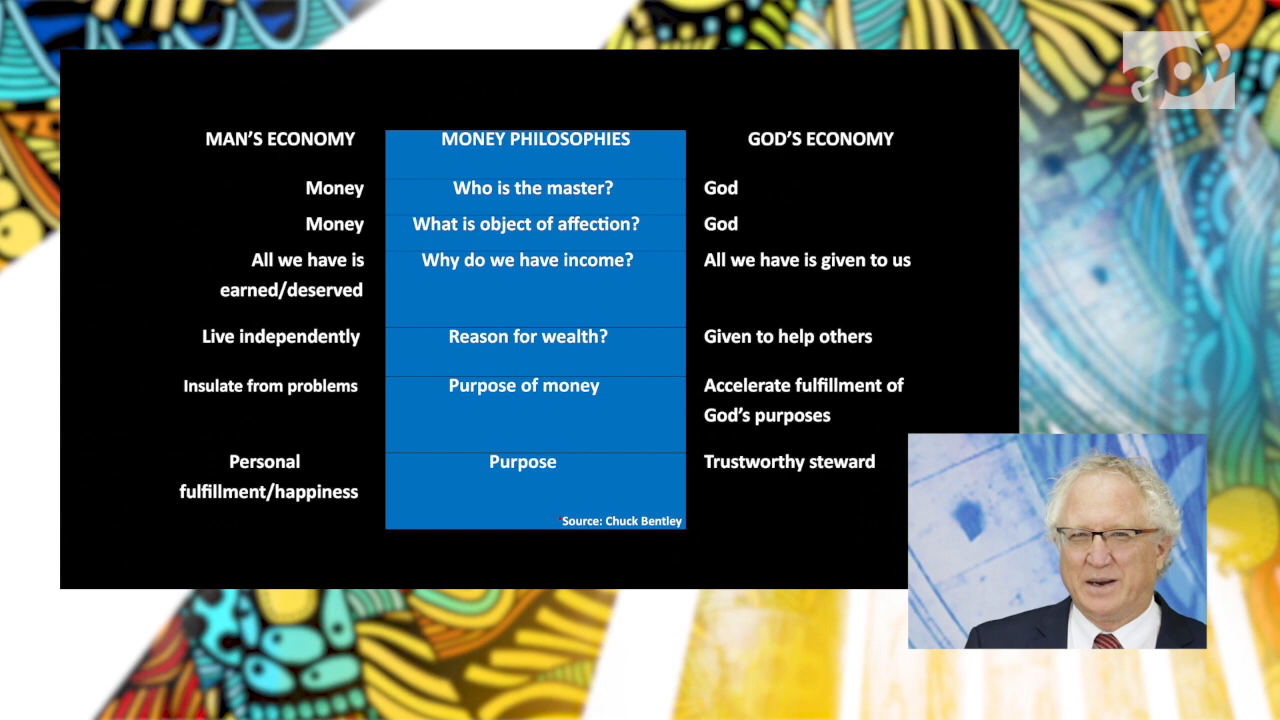 MAN'S ECONOMY MONEY PHILOSOPHIES GOD'S ECONOMY
Money Who is the master? God
Money What is object of affection? God
All we have is Why do we have income? All we have is given to us
earned/deserved
Live independently Reason for wealth? Given to help others
Insulate from problems Purpose of money Accelerate fulfillment of
God's purposes
Personal Purpose Trustworthy steward
fulfillment/happiness
*Source: Chuck Bentley